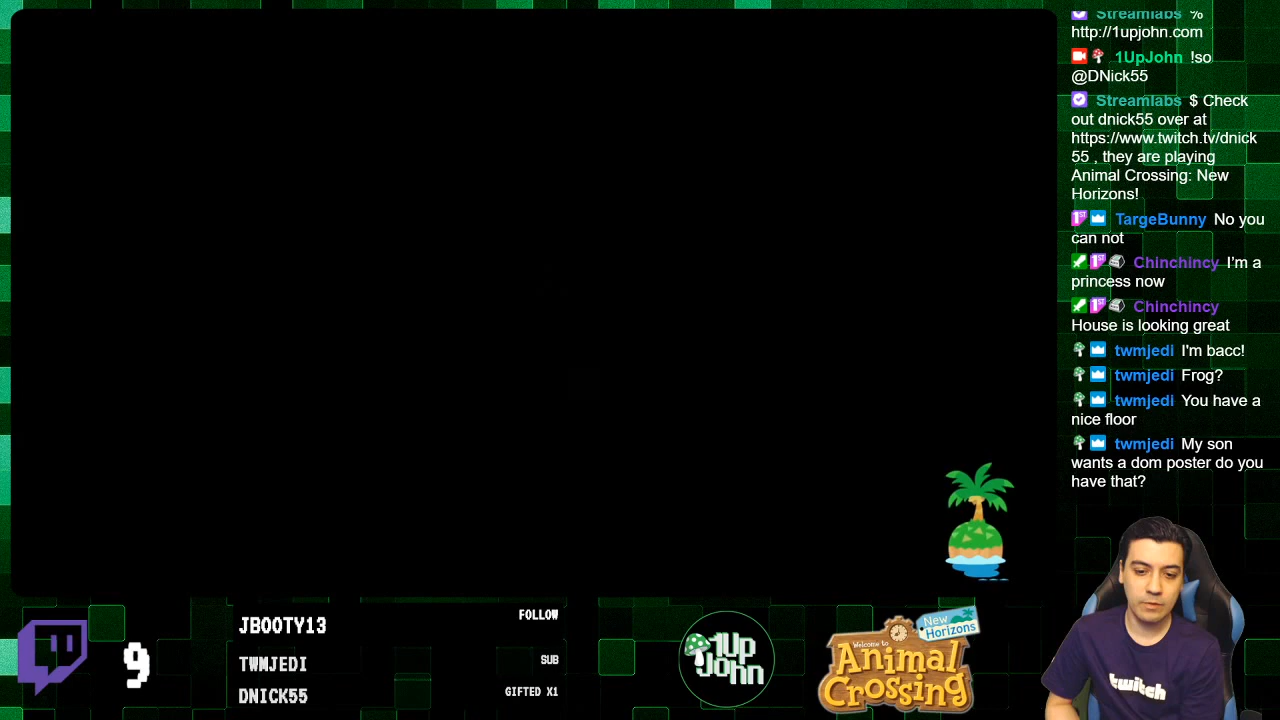 Streamlabs %
http://1upjohn.com
1UpJohn !so
@DNick55
Streamlabs $ Check
out dnick55 over at
https://www.twitch.tv/dnick
55 , they are playing
Animal Crossing: New
Horizons!
TargeBunny No you
can not
Chinchincy I'm a
princess now
Chinchincy
House is looking great
twmjedi I'm bacc!
twmjedi Frog?
twmjedi You have a
nice floor
twmjedi My son
wants a dom poster do you
have that?
9
JBOOTY13 FOLLOW
TWMJEDI SUB
DNICK55 GIFTED X1
1Up
John
New
Horizons
Welcome to
Animal
Crossing
twitch